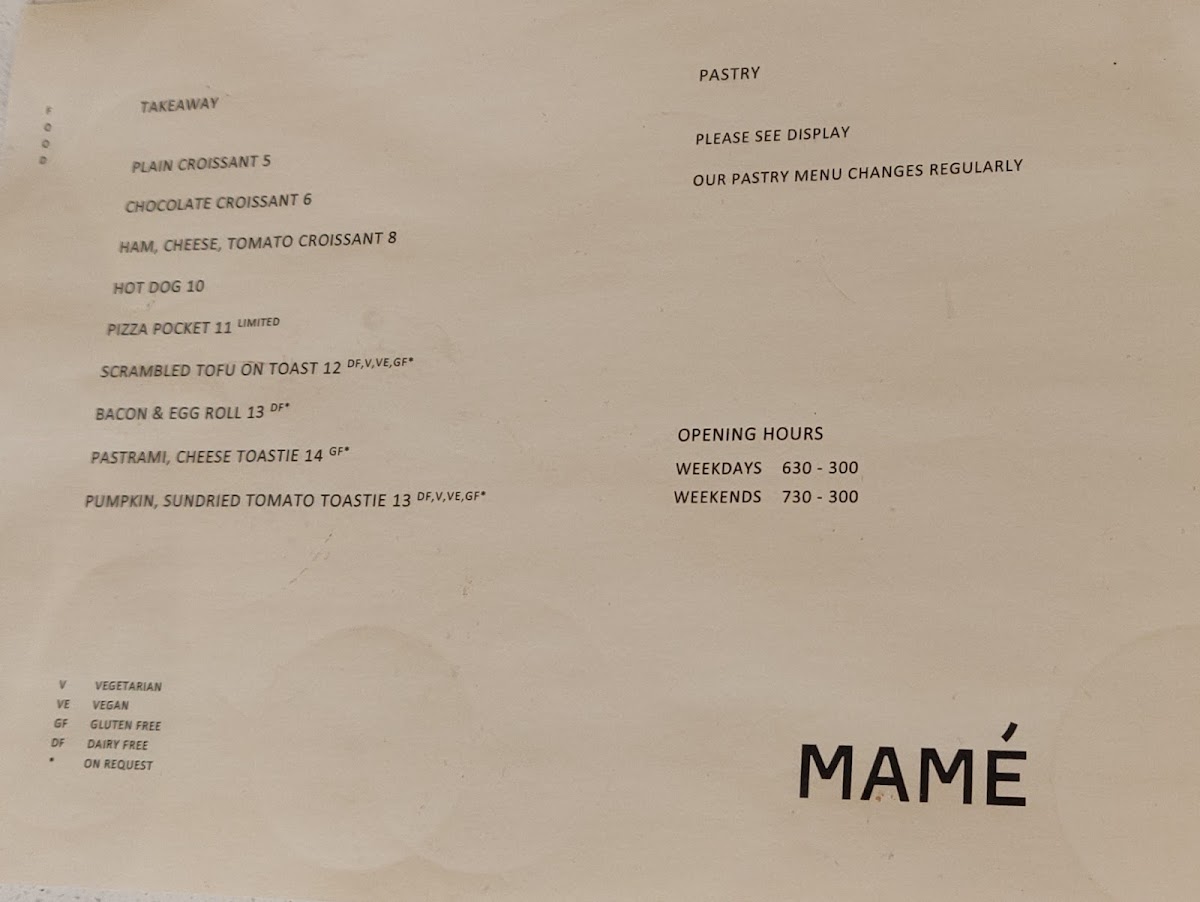 FOOD
TAKEAWAY
PLAIN CROISSANT 5
CHOCOLATE CROISSANT 6
HAM, CHEESE, TOMATO CROISSANT 8
HOT DOG 10
PIZZA POCKET 11 LIMITED
SCRAMBLED TOFU ON TOAST 12 DF,V,VE,GF*
BACON & EGG ROLL 13 DF*
PASTRAMI, CHEESE TOASTIE 14 GF*
PUMPKIN, SUNDRIED TOMATO TOASTIE 13 DF,V,VE,GF*
V VEGETARIAN
VE VEGAN
GF GLUTEN FREE
DF DAIRY FREE
* ON REQUEST
PASTRY
PLEASE SEE DISPLAY
OUR PASTRY MENU CHANGES REGULARLY
OPENING HOURS
WEEKDAYS 630 - 300
WEEKENDS 730 - 300
MAMÉ